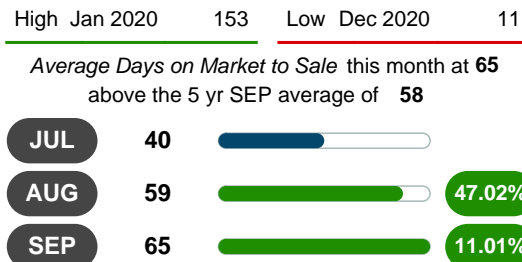 High Jan 2020 153 Low Dec 2020 11
Average Days on Market to Sale this month at 65
above the 5 yr SEP average of 58
JUL 40
AUG 59 47.02%
SEP 65 11.01%